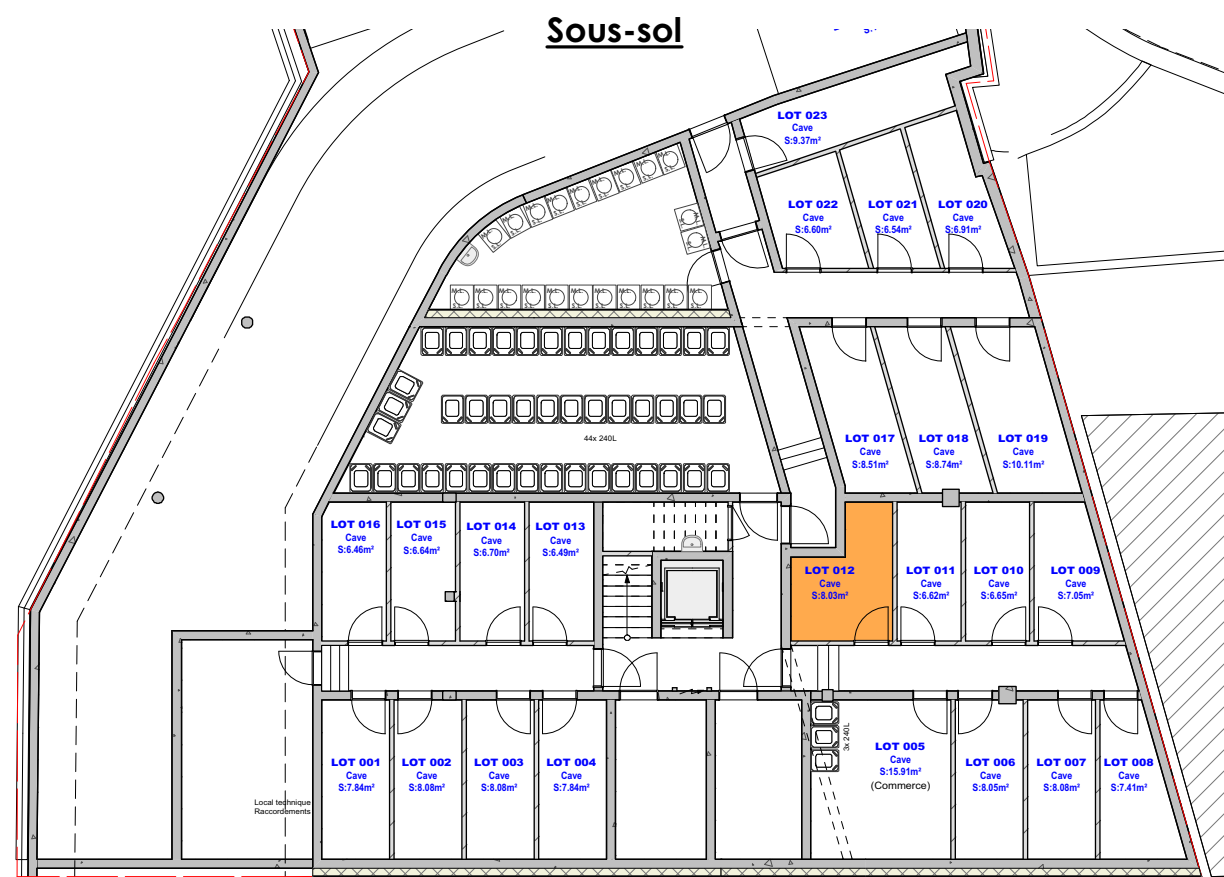 Sous-sol
LOT 023
Cave
S:9.37m²
LOT 022
Cave
S:6.60m²
LOT 021
Cave
S:6.54m²
LOT 020
Cave
S:6.91m²
44x 240L
LOT 017
Cave
S:8.51m²
LOT 018
Cave
S:8.74m²
LOT 019
Cave
S:10.11m²
LOT 016
Cave
S:6.46m²
LOT 015
Cave
S:6.64m²
LOT 014
Cave
S:6.70m²
LOT 013
Cave
S:6.49m²
LOT 012
Cave
S:8.03m²
LOT 011
Cave
S:6.62m²
LOT 010
Cave
S:6.65m²
LOT 009
Cave
S:7.05m²
Local technique
Raccordements
LOT 001
Cave
S:7.84m²
LOT 002
Cave
S:8.08m²
LOT 003
Cave
S:8.08m²
LOT 004
Cave
S:7.84m²
3x 240L
LOT 005
Cave
S:15.91m²
(Commerce)
LOT 006
Cave
S:8.05m²
LOT 007
Cave
S:8.08m²
LOT 008
Cave
S:7.41m²